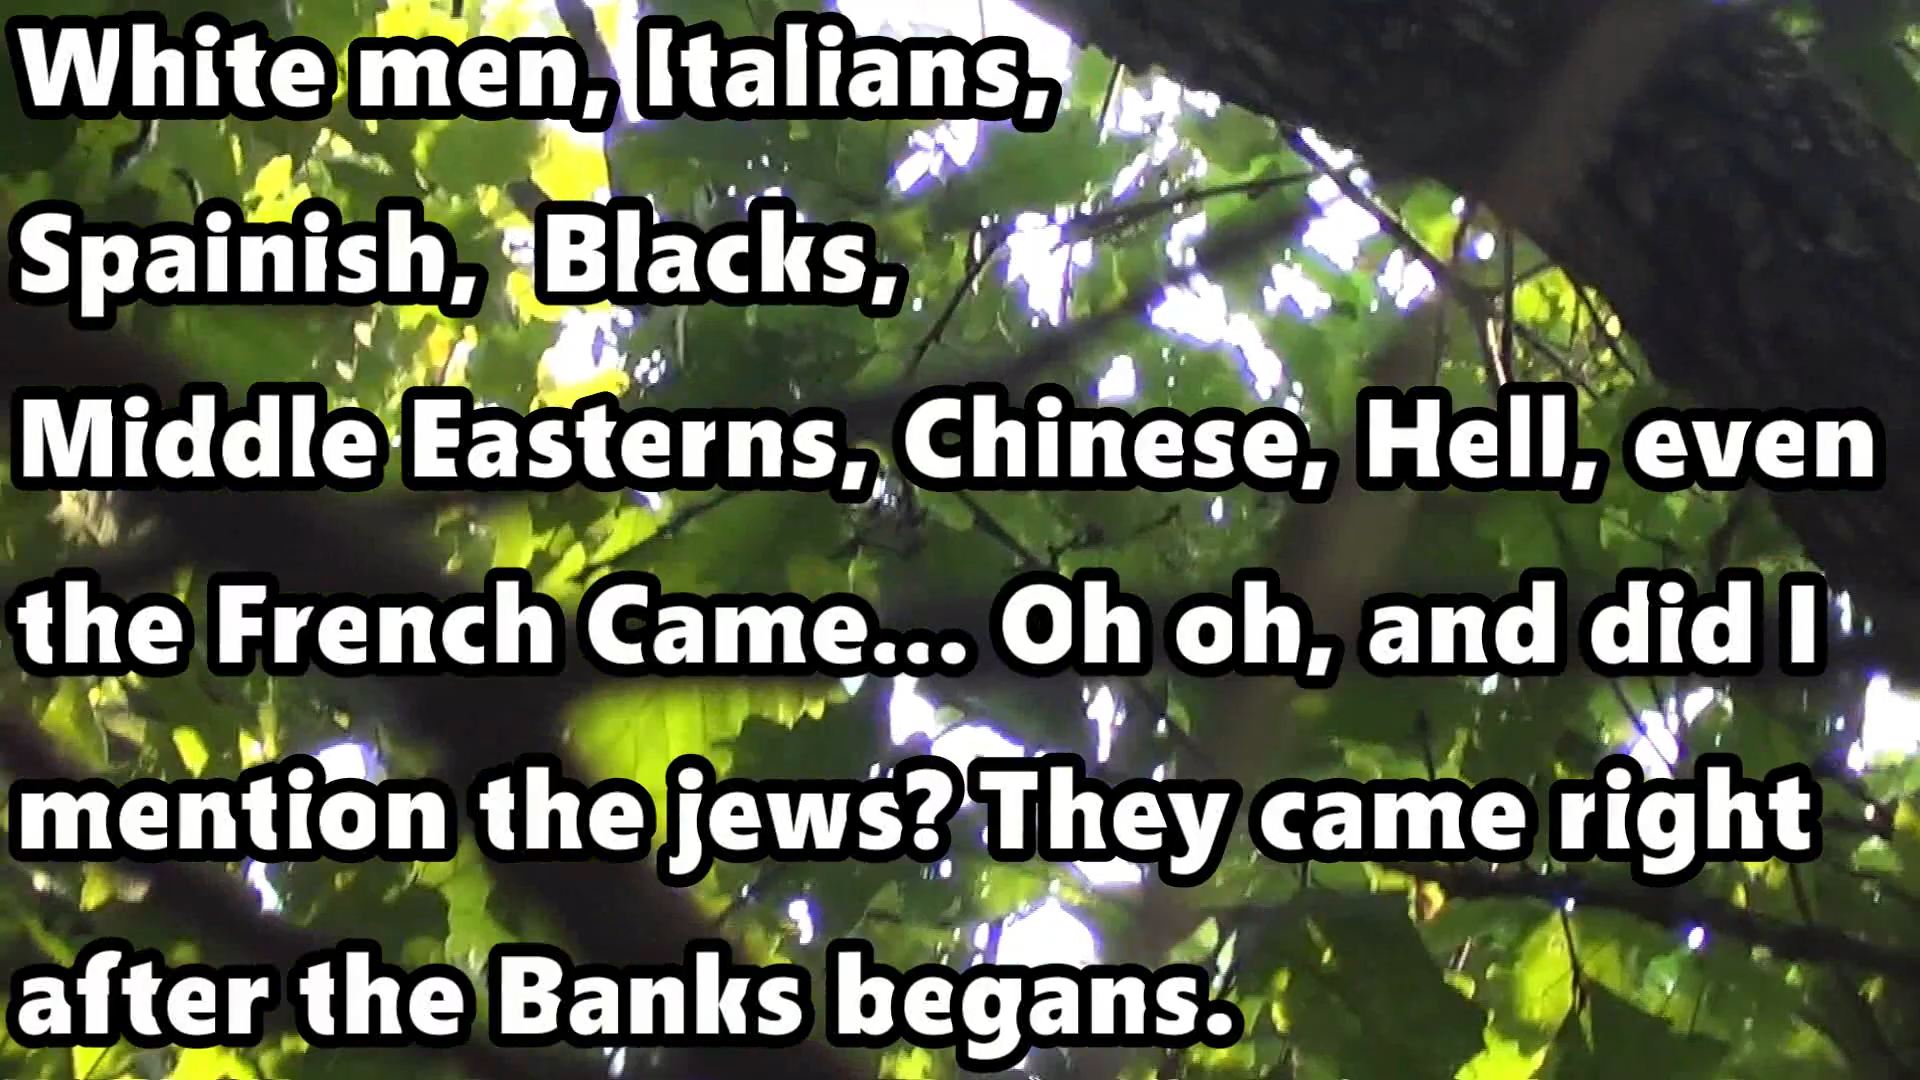 White men, Italians,
Spainish, Blacks,
Middle Easterns, Chinese, Hell, even
the French Came... Oh oh, and did I
mention the jews? They came right
after the Banks begans.